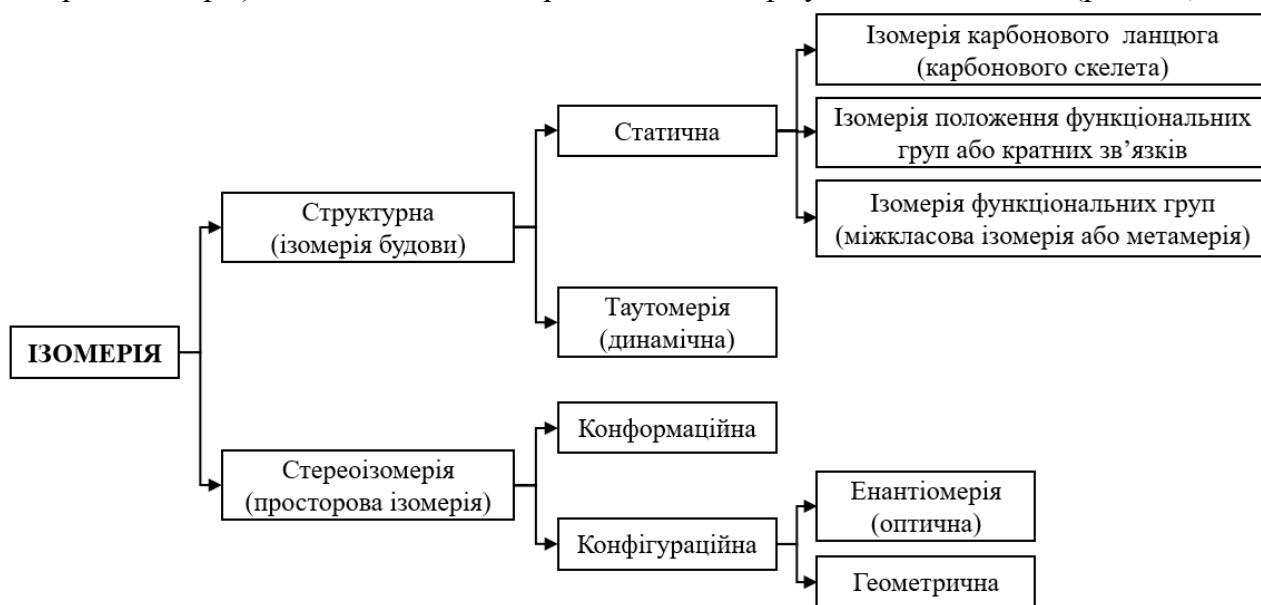 Ізомерія карбонового ланцюга
(карбонового скелета)
Статична
Ізомерія положення функціональних
груп або кратних зв’язків
Структурна
(ізомерія будови)
Ізомерія функціональних груп
(міжкласова ізомерія або метамерія)
Таутомерія
(динамічна)
ІЗОМЕРІЯ
Конформаційна
Стереоізомерія
(просторова ізомерія)
Енантіомерія
(оптична)
Конфігураційна
Геометрична